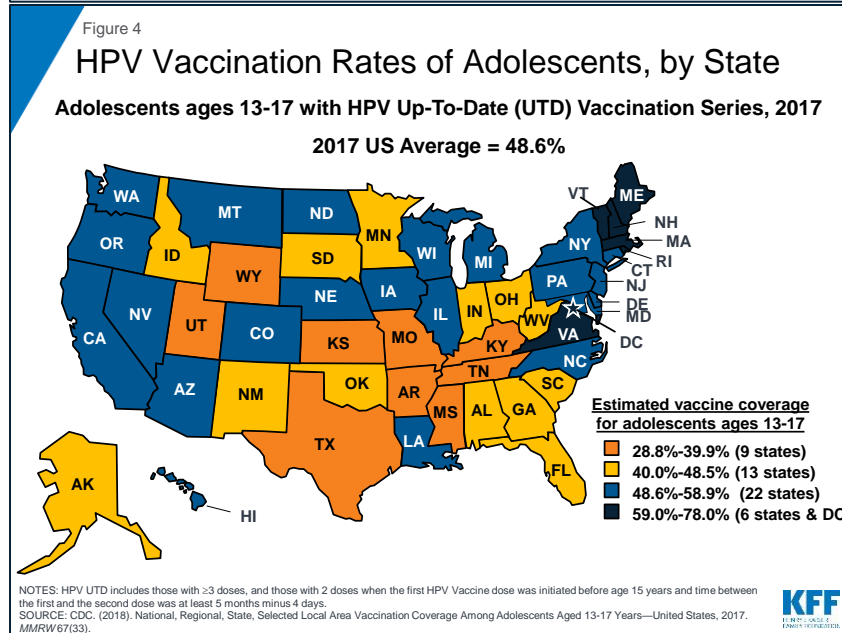 Figure 4
HPV Vaccination Rates of Adolescents, by State
Adolescents ages 13-17 with HPV Up-To-Date (UTD) Vaccination Series, 2017
2017 US Average = 48.6%
WA
MT
ND
MN
VT
ME
NH
MA
RI
CT
NJ
DE
MD
DC
OR
ID
WY
SD
WI
MI
NY
PA
NV
UT
CO
NE
IA
IL
IN
OH
WV
VA
CA
AZ
NM
KS
MO
KY
NC
OK
AR
TN
SC
TX
LA
MS
AL
GA
FL
AK
HI
Estimated vaccine coverage
for adolescents ages 13-17
28.8%-39.9% (9 states)
40.0%-48.5% (13 states)
48.6%-58.9% (22 states)
59.0%-78.0% (6 states & DC
NOTES: HPV UTD includes those with ≥3 doses, and those with 2 doses when the first HPV Vaccine dose was initiated before age 15 years and time between
the first and the second dose was at least 5 months minus 4 days.
SOURCE: CDC. (2018). National, Regional, State, Selected Local Area Vaccination Coverage Among Adolescents Aged 13-17 Years—United States, 2017.
MMRW 67(33).
KFF
HENRY J KAISER
FAMILY FOUNDATION